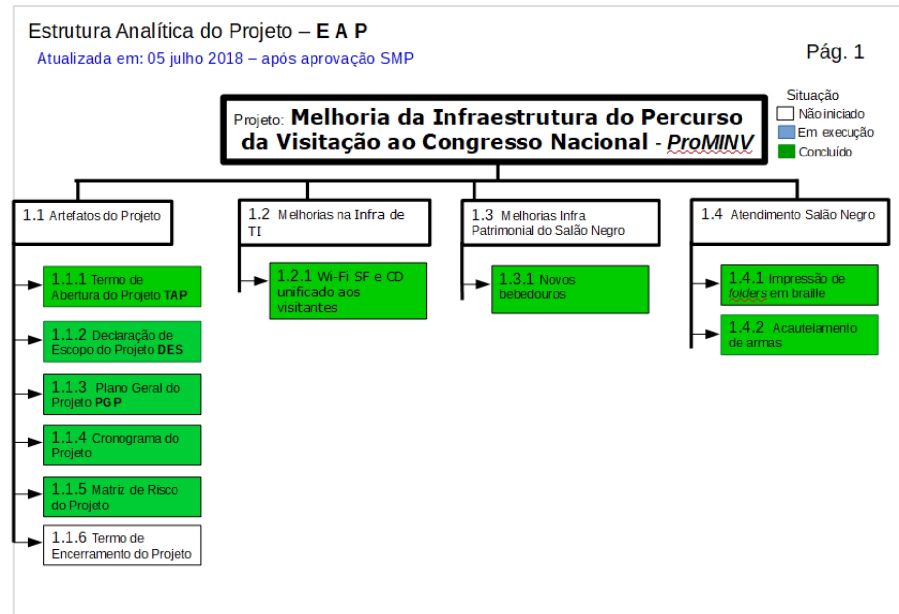 Estrutura Analítica do Projeto – E A P
Atualizada em: 05 julho 2018 – após aprovação SMP
Pág. 1
Situação
Não iniciado
Em execução
Concluído
Projeto: Melhoria da Infraestrutura do Percurso
da Visitação ao Congresso Nacional - ProMINV
1.1 Artefatos do Projeto
1.1.1 Termo de
Abertura do Projeto TAP
1.1.2 Declaração de
Escopo do Projeto DES
1.1.3 Plano Geral do
Projeto PGP
1.1.4 Cronograma do
Projeto
1.1.5 Matriz de Risco
do Projeto
1.1.6 Termo de
Encerramento do Projeto
1.2 Melhorias na Infra de
TI
1.2.1 Wi-Fi SF e CD
unificado aos
visitantes
1.3 Melhorias Infra
Patrimonial do Salão Negro
1.3.1 Novos
bebedouros
1.4 Atendimento Salão Negro
1.4.1 Impressão de
folders em braille
1.4.2 Acautelamento
de armas